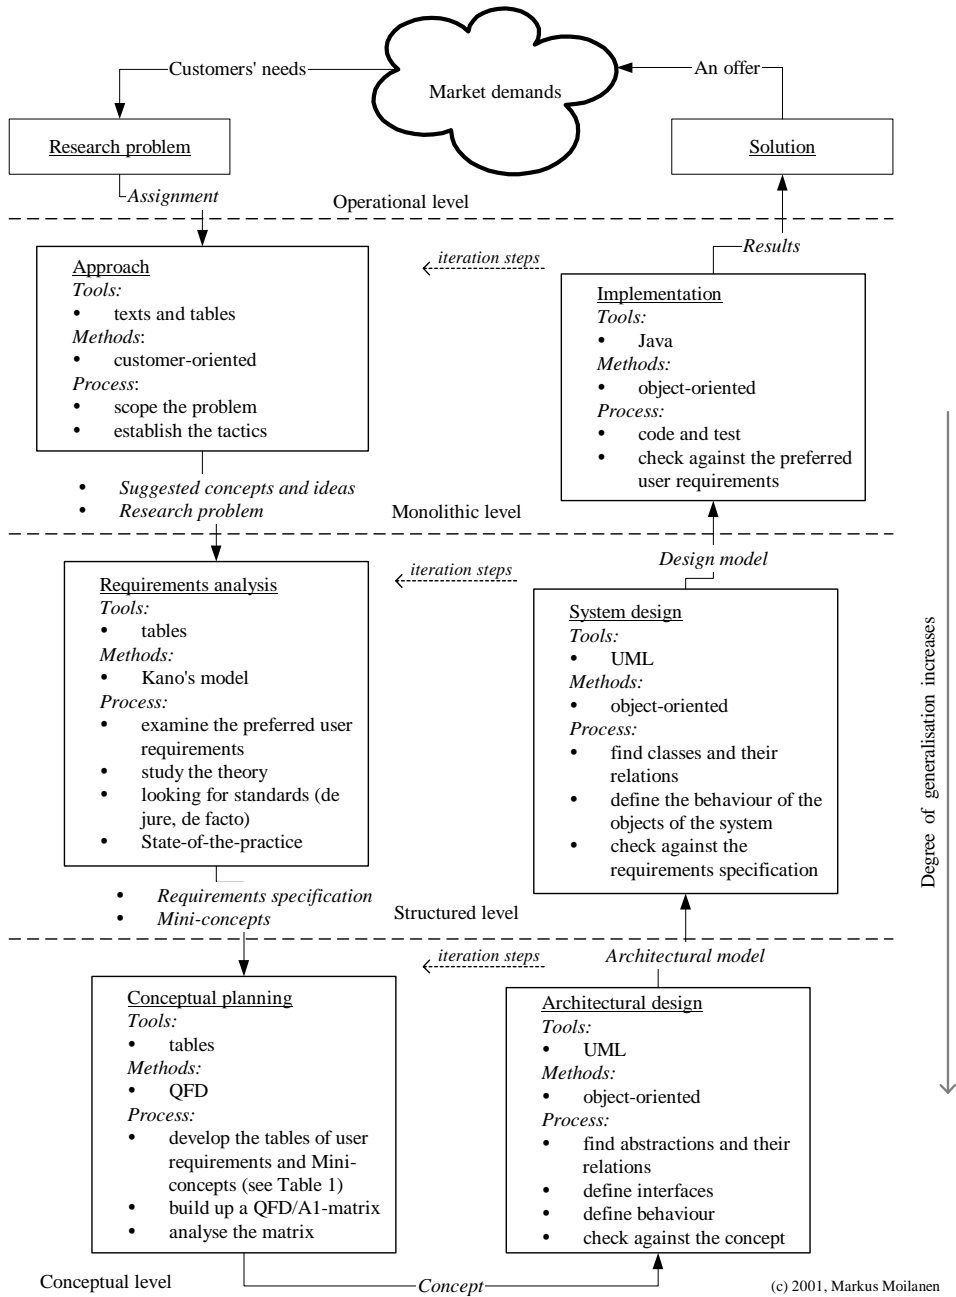 Customers' needs
Market demands
An offer
Research problem
Solution
Assignment
Operational level
Results
iteration steps
Approach
Tools:
• texts and tables
Methods:
• customer-oriented
Process:
• scope the problem
• establish the tactics
Implementation
Tools:
• Java
Methods:
• object-oriented
Process:
• code and test
• check against the preferred
user requirements
• Suggested concepts and ideas
• Research problem
Monolithic level
Design model
iteration steps
Requirements analysis
Tools:
• tables
Methods:
• Kano's model
Process:
• examine the preferred user
requirements
• study the theory
• looking for standards (de
jure, de facto)
• State-of-the-practice
System design
Tools:
• UML
Methods:
• object-oriented
Process:
• find classes and their
relations
• define the behaviour of the
objects of the system
• check against the
requirements specification
Degree of generalisation increases
• Requirements specification
• Mini-concepts
Structured level
Architectural model
iteration steps
Conceptual planning
Tools:
• tables
Methods:
• QFD
Process:
• develop the tables of user
requirements and Mini-
concepts (see Table 1)
• build up a QFD/A1-matrix
• analyse the matrix
Architectural design
Tools:
• UML
Methods:
• object-oriented
Process:
• find abstractions and their
relations
• define interfaces
• define behaviour
• check against the concept
Conceptual level
Concept
(c) 2001, Markus Moilanen